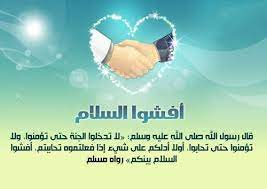 أفشوا السلام
قال رسول الله صلى الله عليه وسلم: «لا تدخلوا الجنة حتى تؤمنوا، ولا
تؤمنوا حتى تحابوا. أولا أدلكم على شيء إذا فعلتموه تحاببتم. أفشوا
السلام بينكم» رواه مسلم